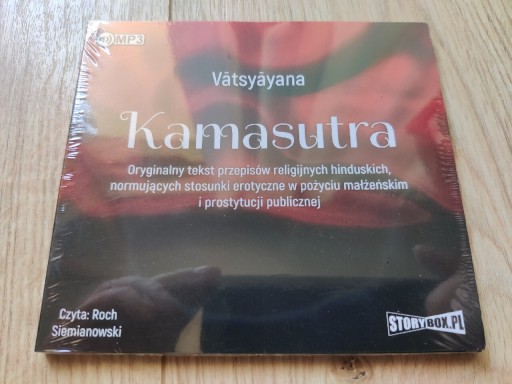 MP3
Vātsyāyana
Kamasutra
Oryginalny tekst przepisów religijnych hinduskich,
normujących stosunki erotyczne w pożyciu małżeńskim
i prostytucji publicznej
Czyta: Roch
Siemianowski
STORYBOX.PL